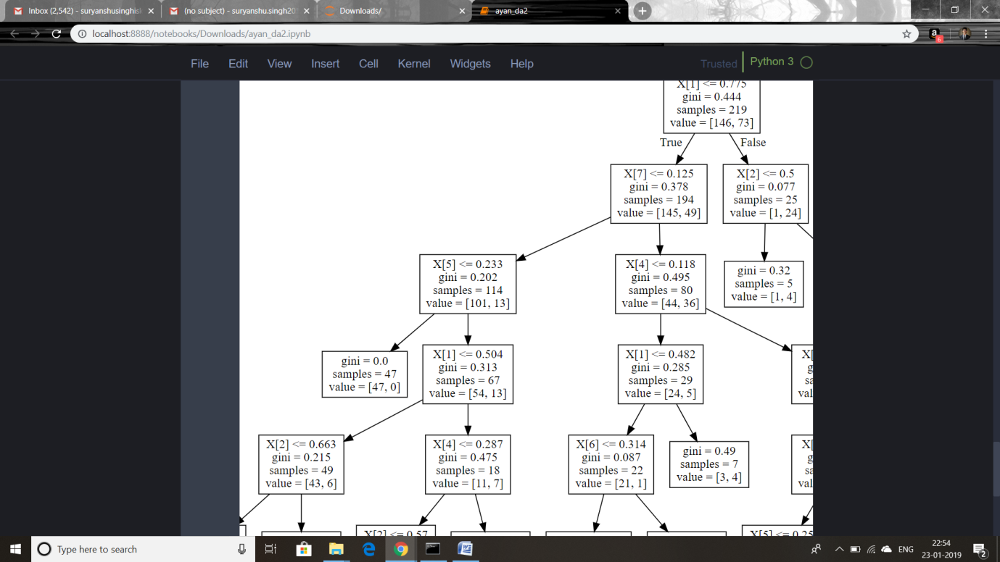 Inbox (2,542) - suryanshusinghis
(no subject) - suryanshu.singh20
Downloads/
ayan_da2
localhost:8888/notebooks/Downloads/ayan_da2.ipynb
File Edit View Insert Cell Kernel Widgets Help Trusted Python 3
X[1] <= 0.775
gini = 0.444
samples = 219
value = [146, 73]
True
False
X[7] <= 0.125
gini = 0.378
samples = 194
value = [145, 49]
X[2] <= 0.5
gini = 0.077
samples = 25
value = [1, 24]
X[5] <= 0.233
gini = 0.202
samples = 114
value = [101, 13]
X[4] <= 0.118
gini = 0.495
samples = 80
value = [44, 36]
gini = 0.32
samples = 5
value = [1, 4]
gini = 0.0
samples = 47
value = [47, 0]
X[1] <= 0.504
gini = 0.313
samples = 67
value = [54, 13]
X[1] <= 0.482
gini = 0.285
samples = 29
value = [24, 5]
X[
g
sa
val
X[2] <= 0.663
gini = 0.215
samples = 49
value = [43, 6]
X[4] <= 0.287
gini = 0.475
samples = 18
value = [11, 7]
X[6] <= 0.314
gini = 0.087
samples = 22
value = [21, 1]
gini = 0.49
samples = 7
value = [3, 4]
X[
g
sa
val
X[2] <= 0.57
X[5] <= 0.25
Type here to search
ENG
22:54
23-01-2019
2